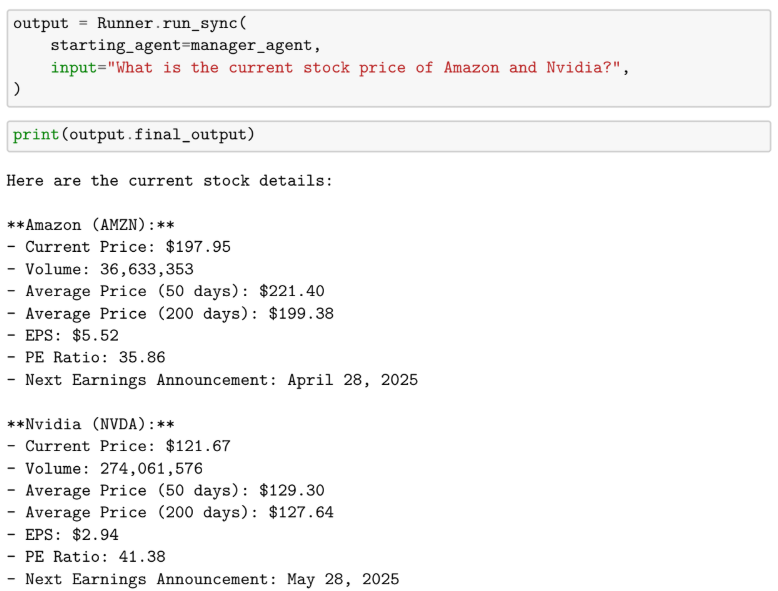 output = Runner.run_sync(
    starting_agent=manager_agent,
    input="What is the current stock price of Amazon and Nvidia?",
)
print(output.final_output)
Here are the current stock details:
**Amazon (AMZN):**
- Current Price: $197.95
- Volume: 36,633,353
- Average Price (50 days): $221.40
- Average Price (200 days): $199.38
- EPS: $5.52
- PE Ratio: 35.86
- Next Earnings Announcement: April 28, 2025
**Nvidia (NVDA):**
- Current Price: $121.67
- Volume: 274,061,576
- Average Price (50 days): $129.30
- Average Price (200 days): $127.64
- EPS: $2.94
- PE Ratio: 41.38
- Next Earnings Announcement: May 28, 2025